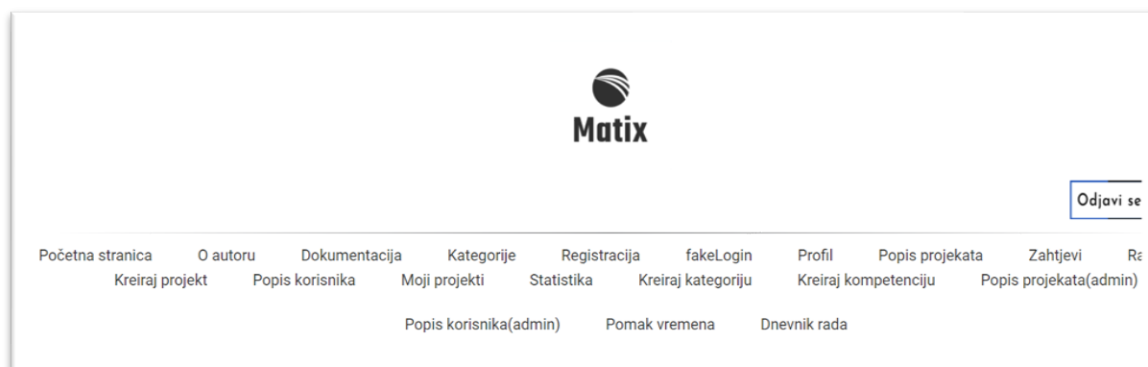 Matix
Odjavi se
Početna stranica O autoru Dokumentacija Kategorije Registracija fakeLogin Profil Popis projekata Zahtjevi
Kreiraj projekt Popis korisnika Moji projekti Statistika Kreiraj kategoriju Kreiraj kompetenciju Popis projekata(admin)
Popis korisnika(admin) Pomak vremena Dnevnik rada